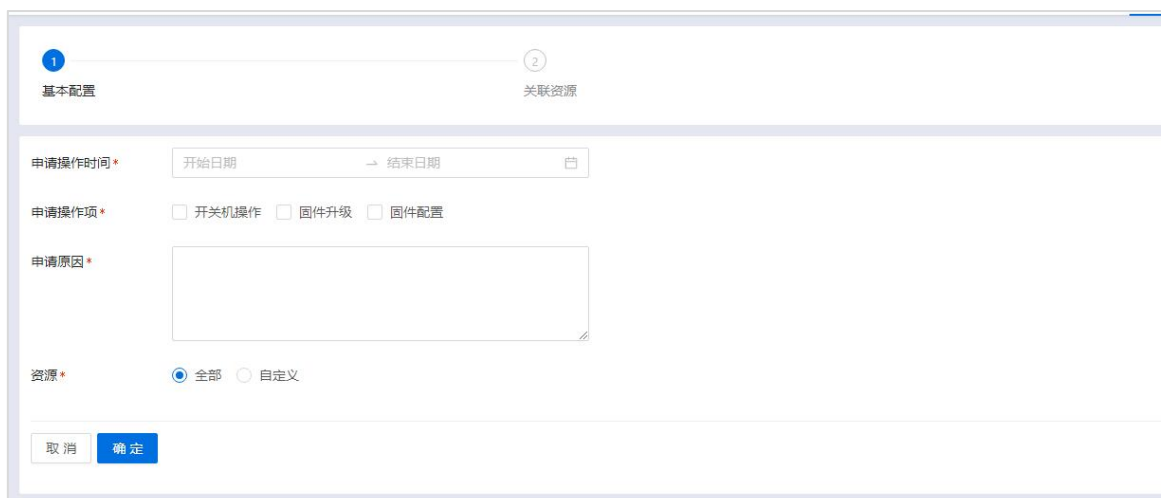 1
2
基本配置
关联资源
申请操作时间*
开始日期 → 结束日期
申请操作项*
开关机操作 固件升级 固件配置
申请原因*
资源*
全部 自定义
取 消 确 定